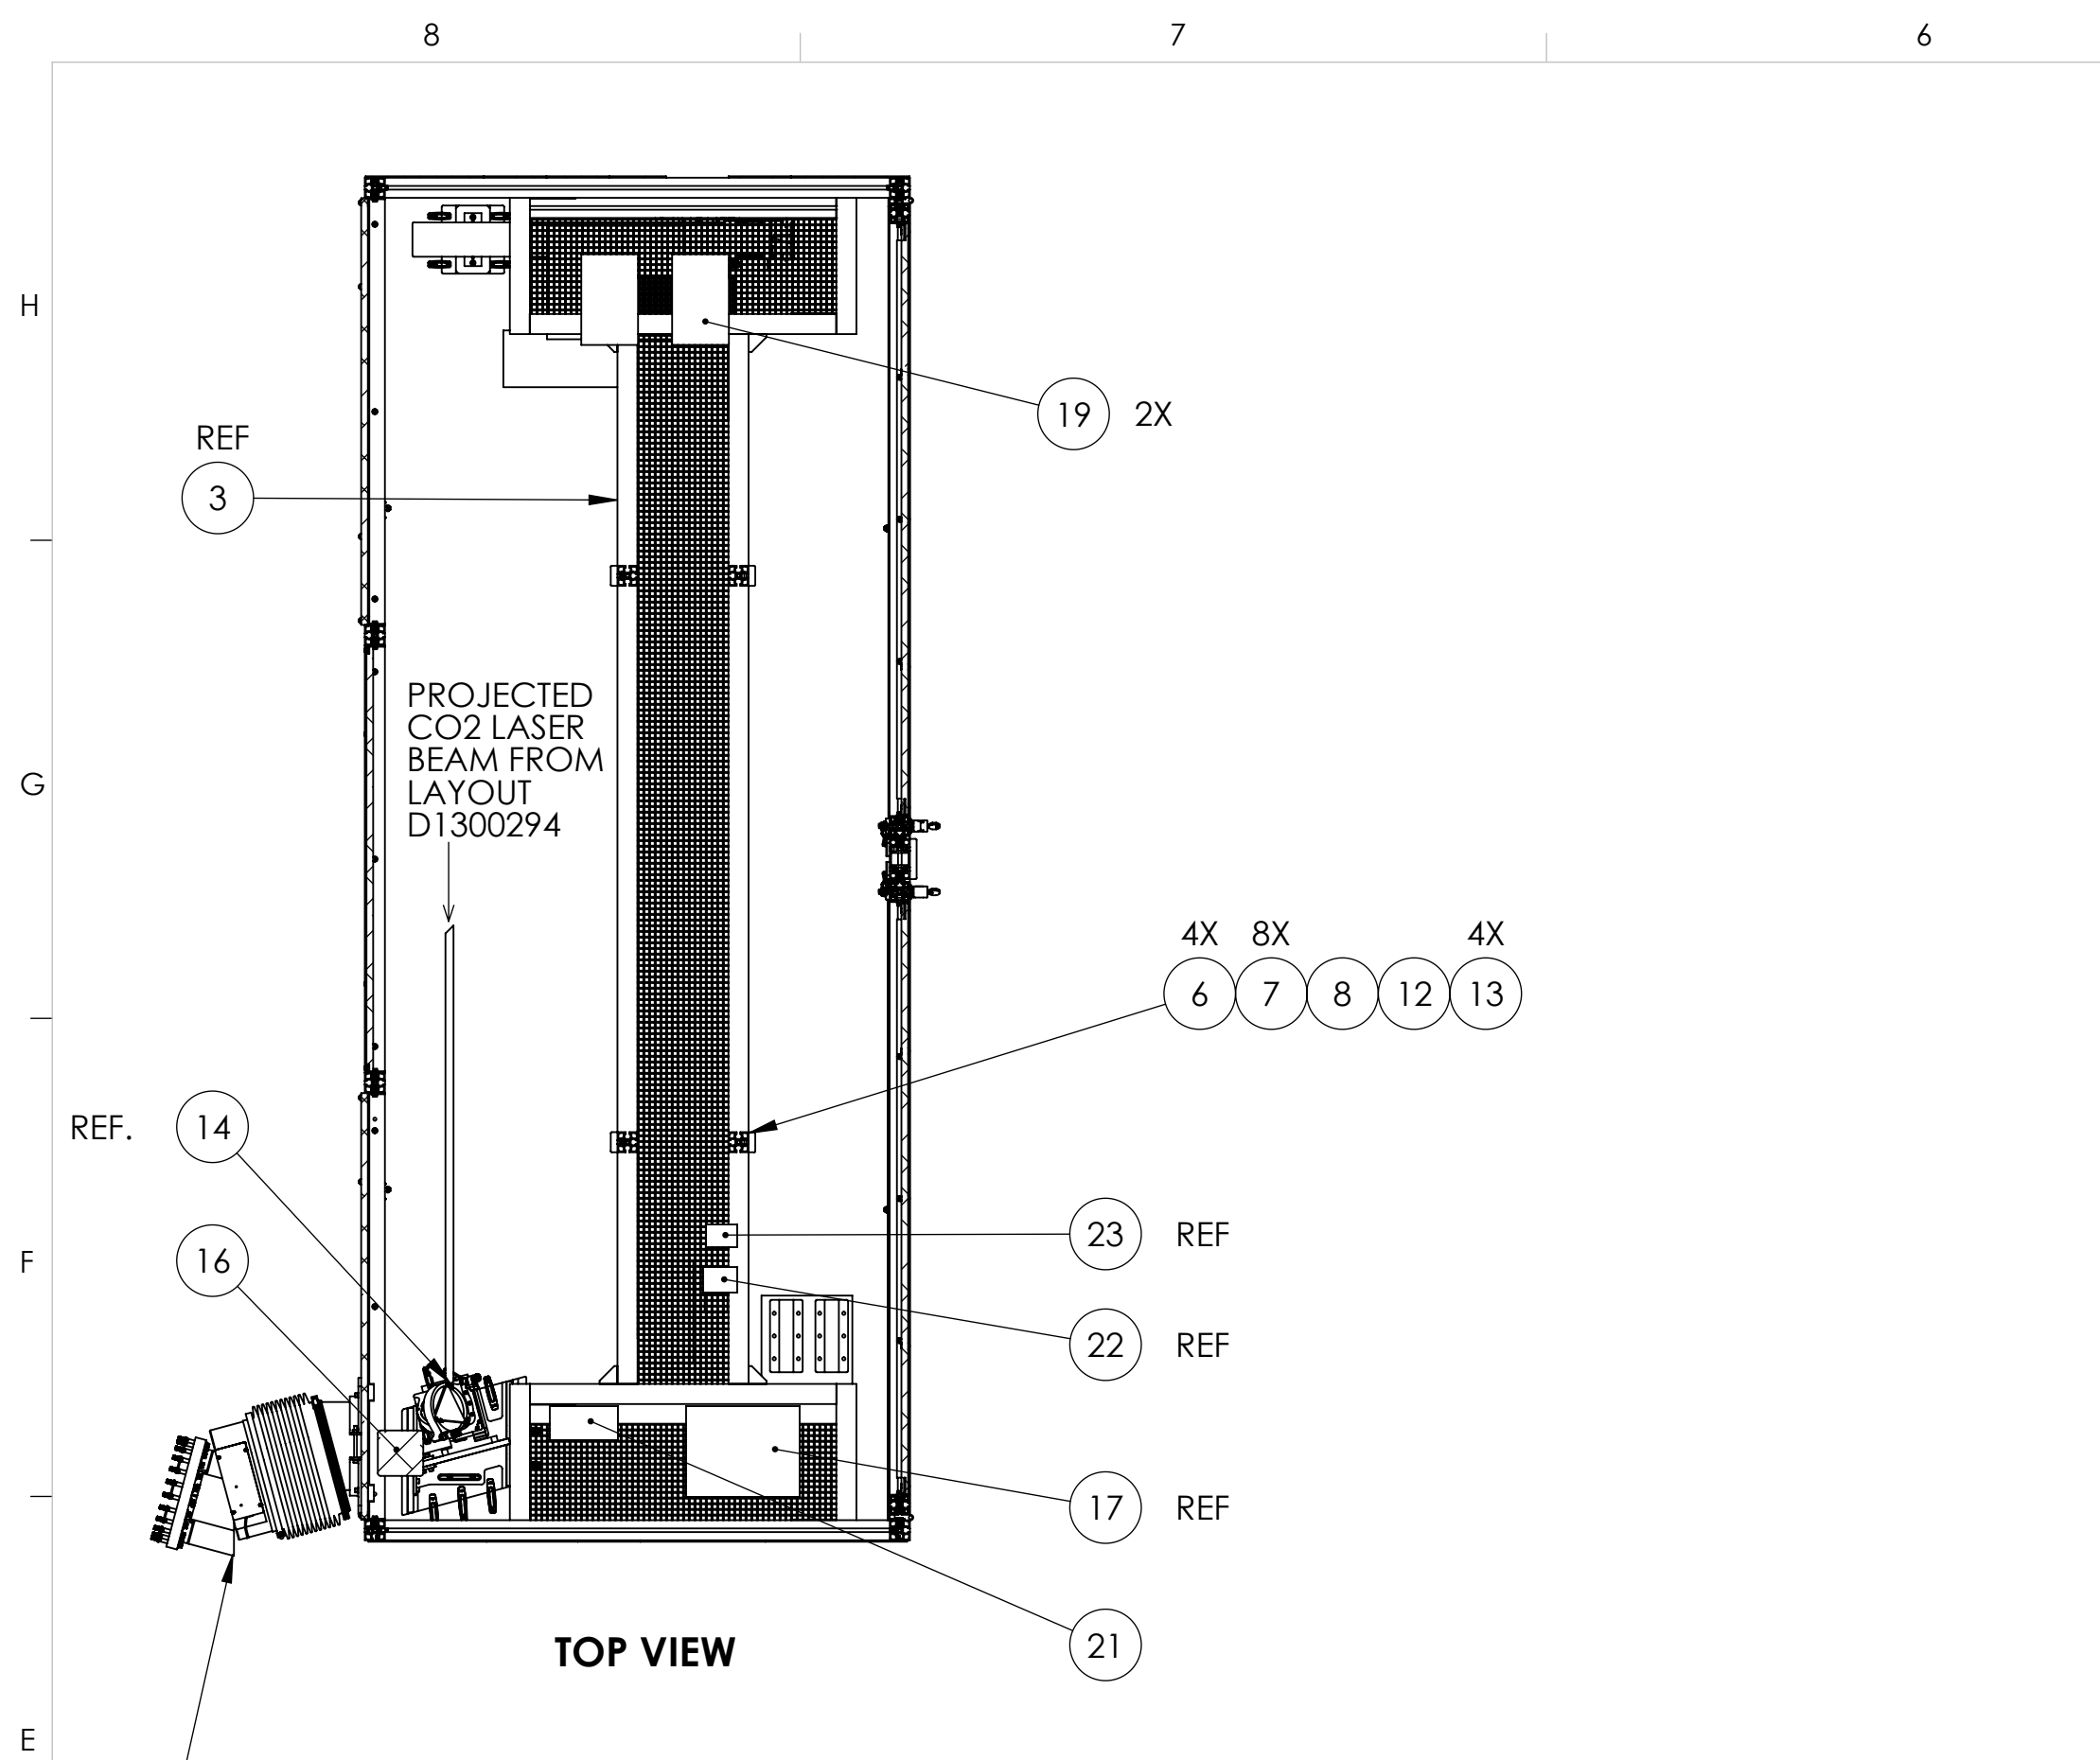 8 7 6
H
19 2X
REF
3
PROJECTED
CO2 LASER
BEAM FROM
LAYOUT
D1300294
G
4X 8X 4X
6 7 8 12 13
REF. 14
23 REF
F
16
22 REF
17 REF
21
TOP VIEW
E